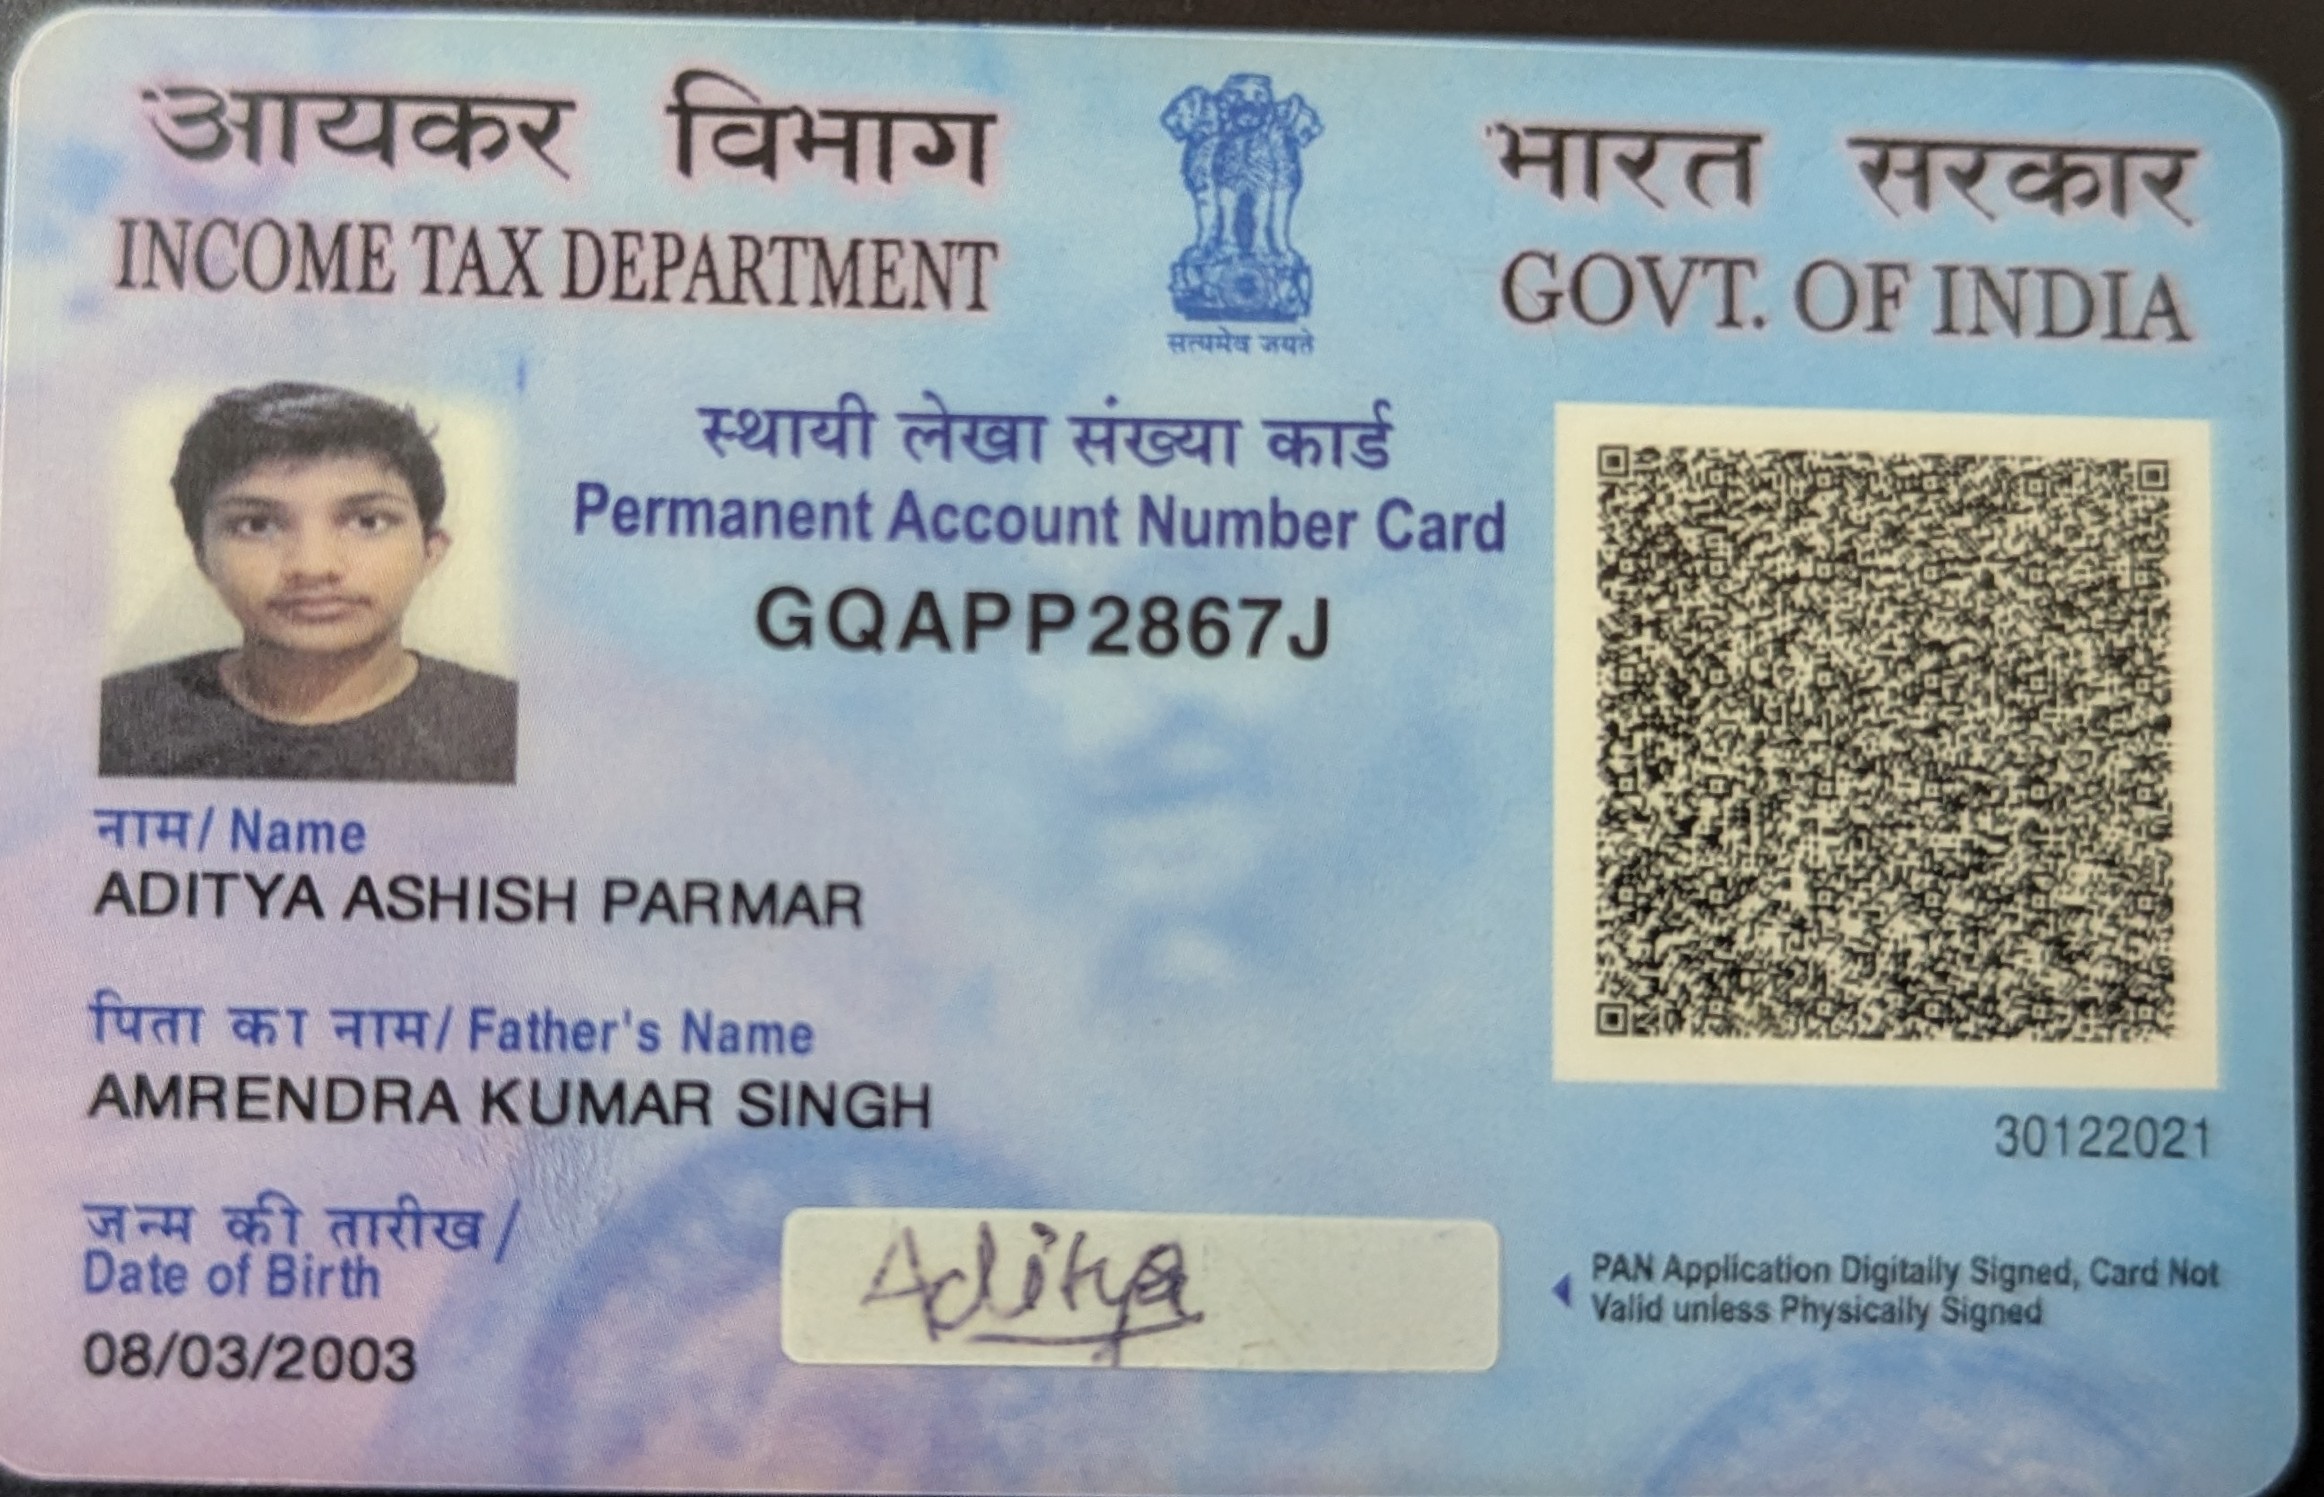 आयकर विभाग
INCOME TAX DEPARTMENT
सत्यमेव जयते
भारत सरकार
GOVT. OF INDIA
स्थायी लेखा संख्या कार्ड
Permanent Account Number Card
GQAPP2867J
नाम/ Name
ADITYA ASHISH PARMAR
पिता का नाम/ Father's Name
AMRENDRA KUMAR SINGH
जन्म की तारीख /
Date of Birth
08/03/2003
Aditya
30122021
PAN Application Digitally Signed, Card Not
Valid unless Physically Signed